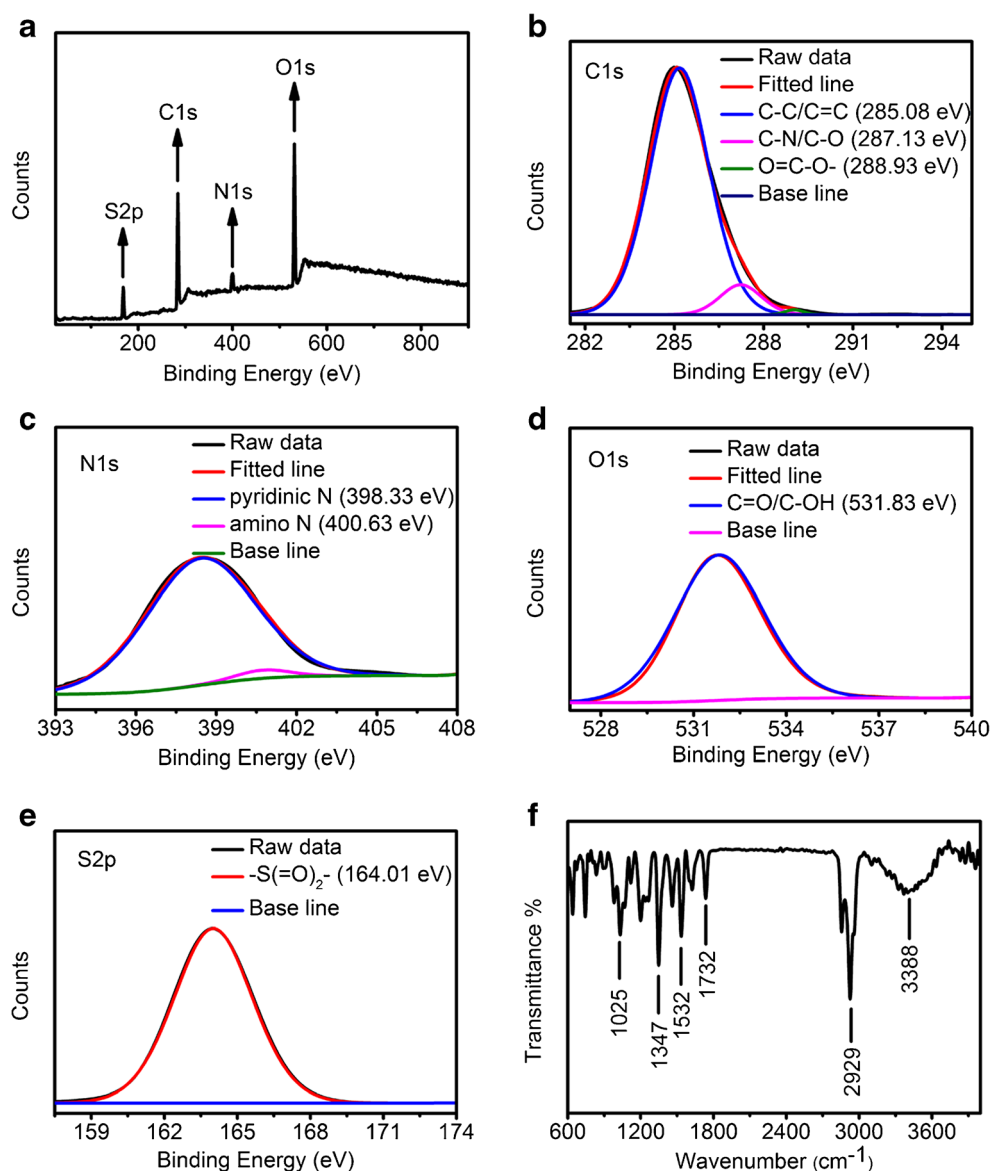 a
O1s
C1s
N1s
S2p
Counts
200 400 600 800
Binding Energy (eV)
b
C1s
Raw data
Fitted line
C-C/C=C (285.08 eV)
C-N/C-O (287.13 eV)
O=C-O- (288.93 eV)
Base line
Counts
282 285 288 291 294
Binding Energy (eV)
c
N1s
Raw data
Fitted line
pyridinic N (398.33 eV)
amino N (400.63 eV)
Base line
Counts
393 396 399 402 405 408
Binding Energy (eV)
d
O1s
Raw data
Fitted line
C=O/C-OH (531.83 eV)
Base line
Counts
528 531 534 537 540
Binding Energy (eV)
e
S2p
Raw data
-S(=O)2- (164.01 eV)
Base line
Counts
159 162 165 168 171 174
Binding Energy (eV)
f
Transmittance %
1025
1347
1532
1732
2929
3388
600 1200 1800 2400 3000 3600
Wavenumber (cm-1)